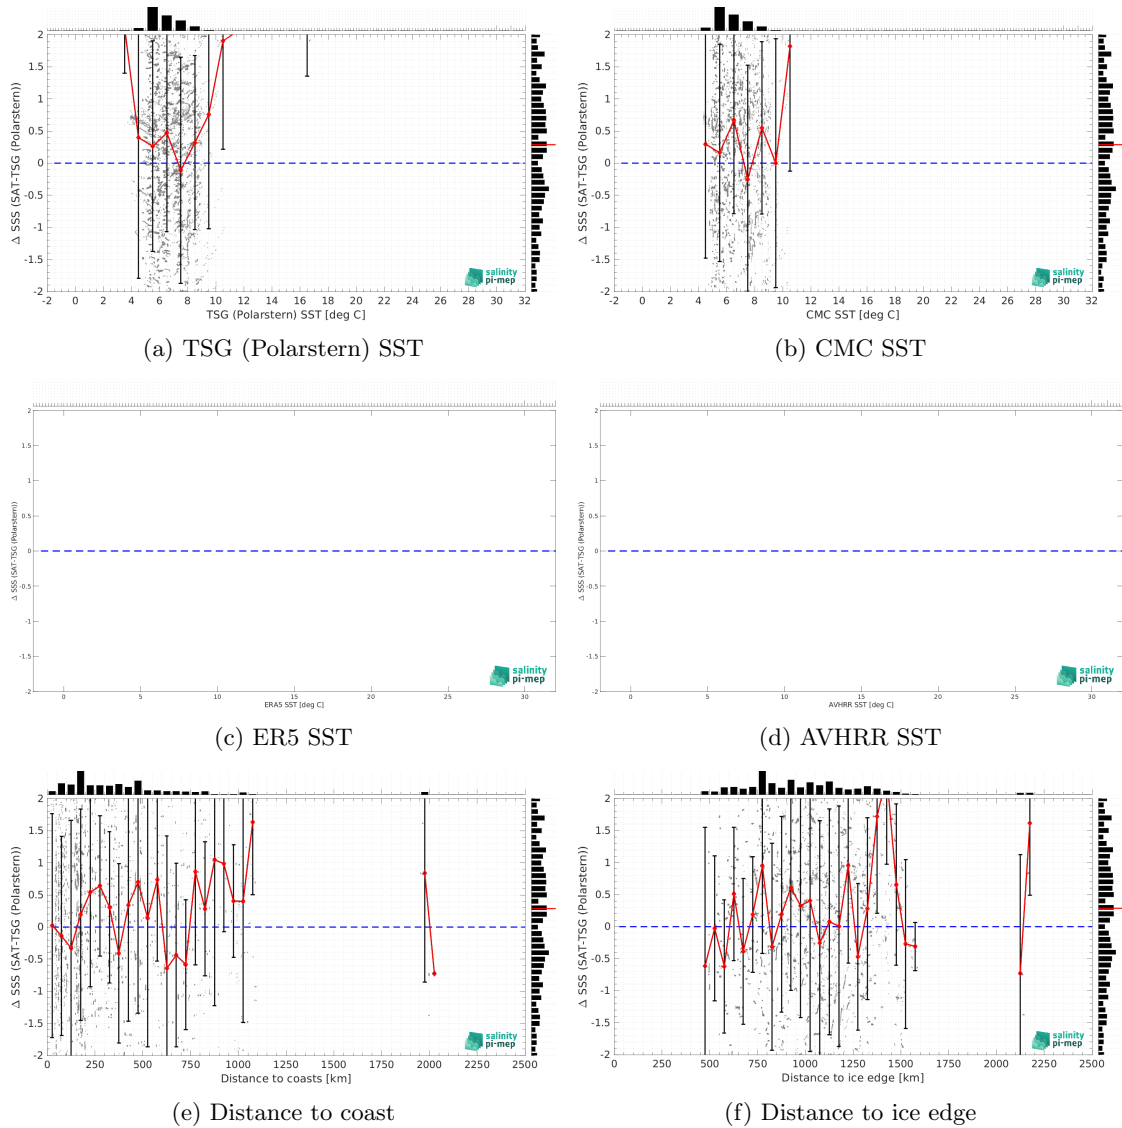 2
1.5
1
0.5
0
-0.5
-1
-1.5
-2
Δ SSS (SAT-TSG (Polarstern))
salinity
pi-mep
-2 0 2 4 6 8 10 12 14 16 18 20 22 24 26 28 30 32
TSG (Polarstern) SST [deg C]
(a) TSG (Polarstern) SST
2
1.5
1
0.5
0
-0.5
-1
-1.5
-2
Δ SSS (SAT-TSG (Polarstern))
salinity
pi-mep
-2 0 2 4 6 8 10 12 14 16 18 20 22 24 26 28 30 32
CMC SST [deg C]
(b) CMC SST
2
1.5
1
0.5
0
-0.5
-1
-1.5
-2
Δ SSS (SAT-TSG (Polarstern))
salinity
pi-mep
0 5 10 15 20 25 30
ERA5 SST [deg C]
(c) ER5 SST
2
1.5
1
0.5
0
-0.5
-1
-1.5
-2
Δ SSS (SAT-TSG (Polarstern))
salinity
pi-mep
0 5 10 15 20 25 30
AVHRR SST [deg C]
(d) AVHRR SST
2
1.5
1
0.5
0
-0.5
-1
-1.5
-2
Δ SSS (SAT-TSG (Polarstern))
salinity
pi-mep
0 250 500 750 1000 1250 1500 1750 2000 2250 2500
Distance to coasts [km]
(e) Distance to coast
2
1.5
1
0.5
0
-0.5
-1
-1.5
-2
Δ SSS (SAT-TSG (Polarstern))
salinity
pi-mep
0 250 500 750 1000 1250 1500 1750 2000 2250 2500
Distance to ice edge [km]
(f) Distance to ice edge